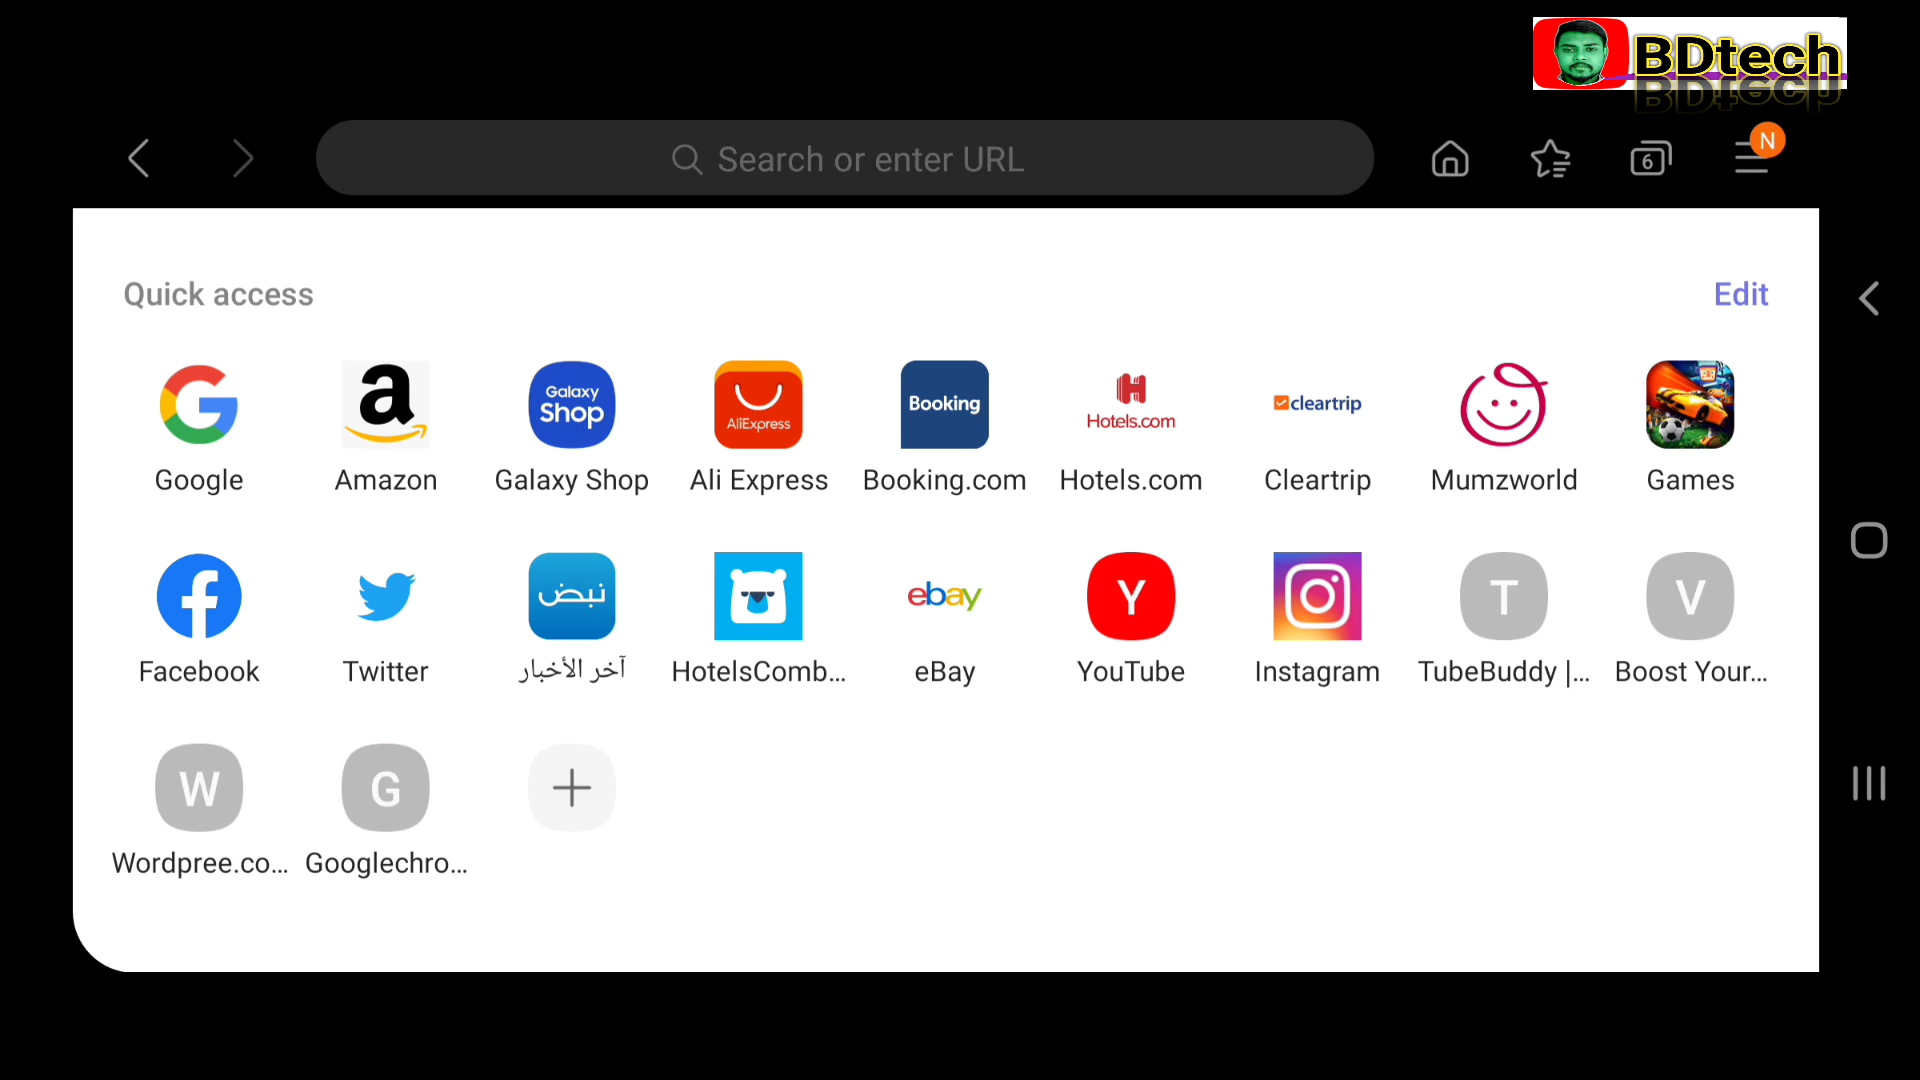 BDtech
Search or enter URL
6
N
Quick access
Edit
Galaxy
Shop
AliExpress
Booking
Hotels.com
cleartrip
Google
Amazon
Galaxy Shop
Ali Express
Booking.com
Hotels.com
Cleartrip
Mumzworld
Games
نبض
ebay
Y
T
V
Facebook
Twitter
آخر الأخبار
HotelsComb...
eBay
YouTube
Instagram
TubeBuddy |...
Boost Your...
W
G
Wordpree.co...
Googlechro...